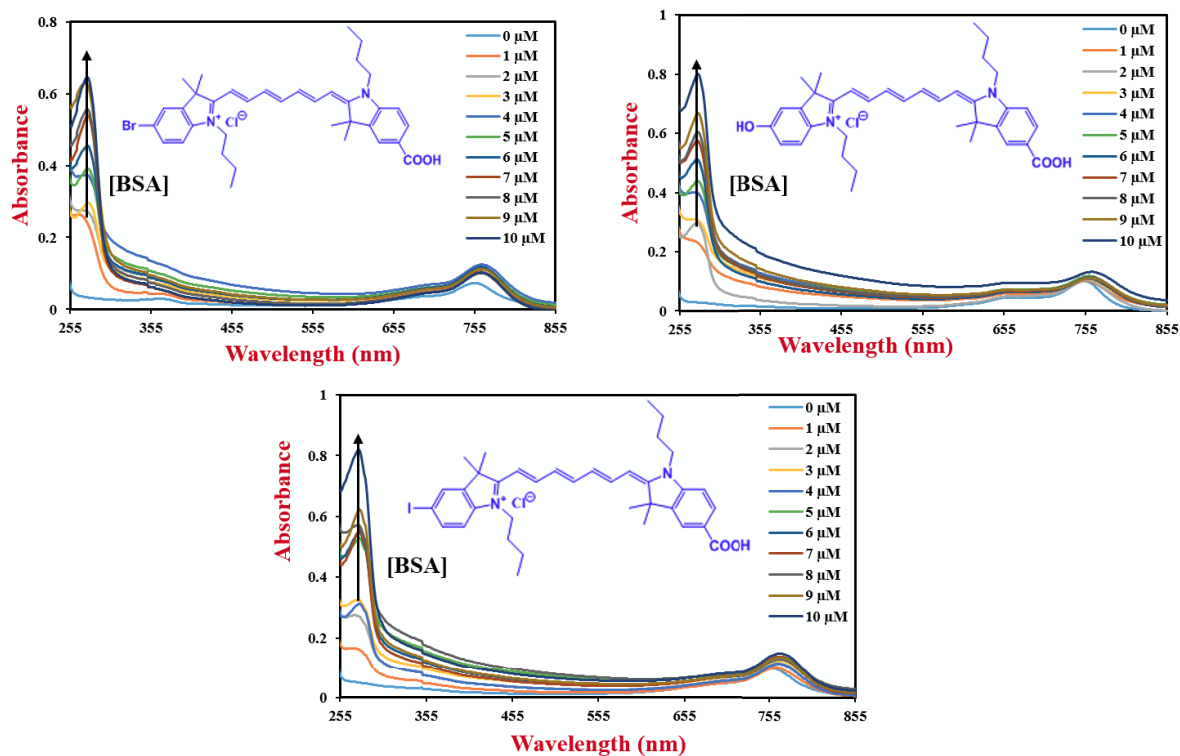 0.8
0.6
0.4
0.2
0
255
355
455
555
655
755
855
Absorbance
Wavelength (nm)
[BSA]
Br
N⁺
Cl⊖
N
COOH
0 µM
1 µM
2 µM
3 µM
4 µM
5 µM
6 µM
7 µM
8 µM
9 µM
10 µM
1
0.8
0.6
0.4
0.2
0
255
355
455
555
655
755
855
Absorbance
Wavelength (nm)
[BSA]
HO
N⁺
Cl⊖
N
COOH
0 µM
1 µM
2 µM
3 µM
4 µM
5 µM
6 µM
7 µM
8 µM
9 µM
10 µM
1
0.8
0.6
0.4
0.2
0
255
355
455
555
655
755
855
Absorbance
Wavelength (nm)
[BSA]
I
N⁺
Cl⊖
N
COOH
0 µM
1 µM
2 µM
3 µM
4 µM
5 µM
6 µM
7 µM
8 µM
9 µM
10 µM